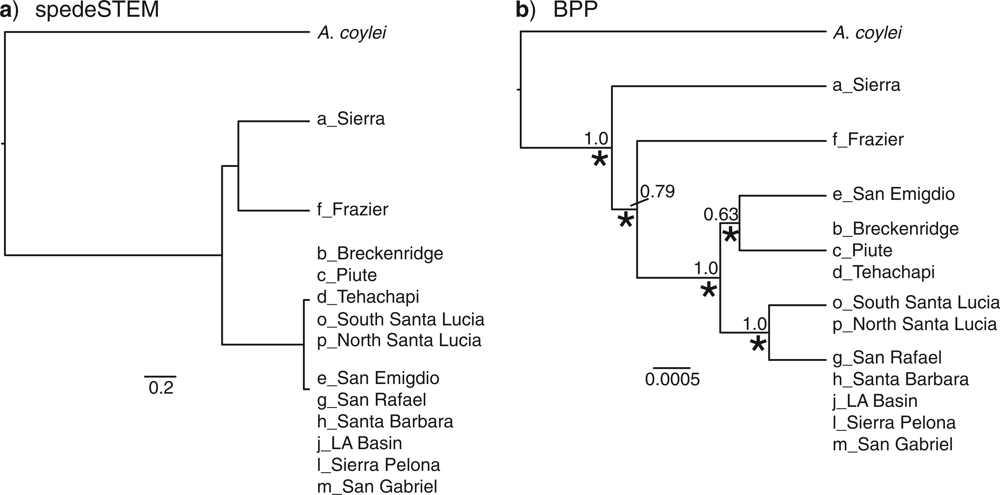 a) spedeSTEM
A. coylei
a_Sierra
f_Frazier
b_Breckenridge
c_Piute
d_Tehachapi
o_South Santa Lucia
p_North Santa Lucia
e_San Emigdio
g_San Rafael
h_Santa Barbara
j_LA Basin
l_Sierra Pelona
m_San Gabriel
0.2
b) BPP
A. coylei
a_Sierra
1.0
*
f_Frazier
0.79
*
e_San Emigdio
0.63
*
b_Breckenridge
c_Piute
d_Tehachapi
1.0
*
o_South Santa Lucia
p_North Santa Lucia
1.0
*
g_San Rafael
h_Santa Barbara
j_LA Basin
l_Sierra Pelona
m_San Gabriel
0.0005